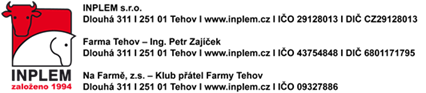 INPLEM
založeno 1994
INPLEM s.r.o.
Dlouhá 311 I 251 01 Tehov I www.inplem.cz I IČO 29128013 I DIČ CZ29128013
Farma Tehov – Ing. Petr Zajíček
Dlouhá 311 I 251 01 Tehov I www.inplem.cz I IČO 43754848 I DIČ 6801171795
Na Farmě, z.s. – Klub přátel Farmy Tehov
Dlouhá 311 I 251 01 Tehov I www.inplem.cz I IČO 09327886